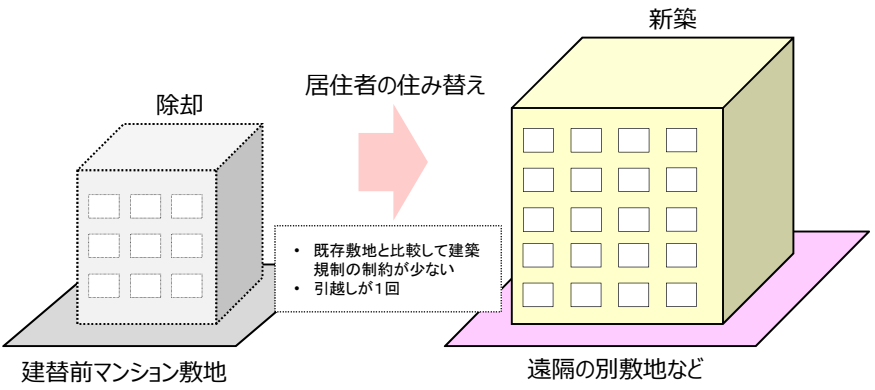 新築
居住者の住み替え
除却
• 既存敷地と比較して建築
規制の制約が少ない
• 引越しが1回
建替前マンション敷地
遠隔の別敷地など